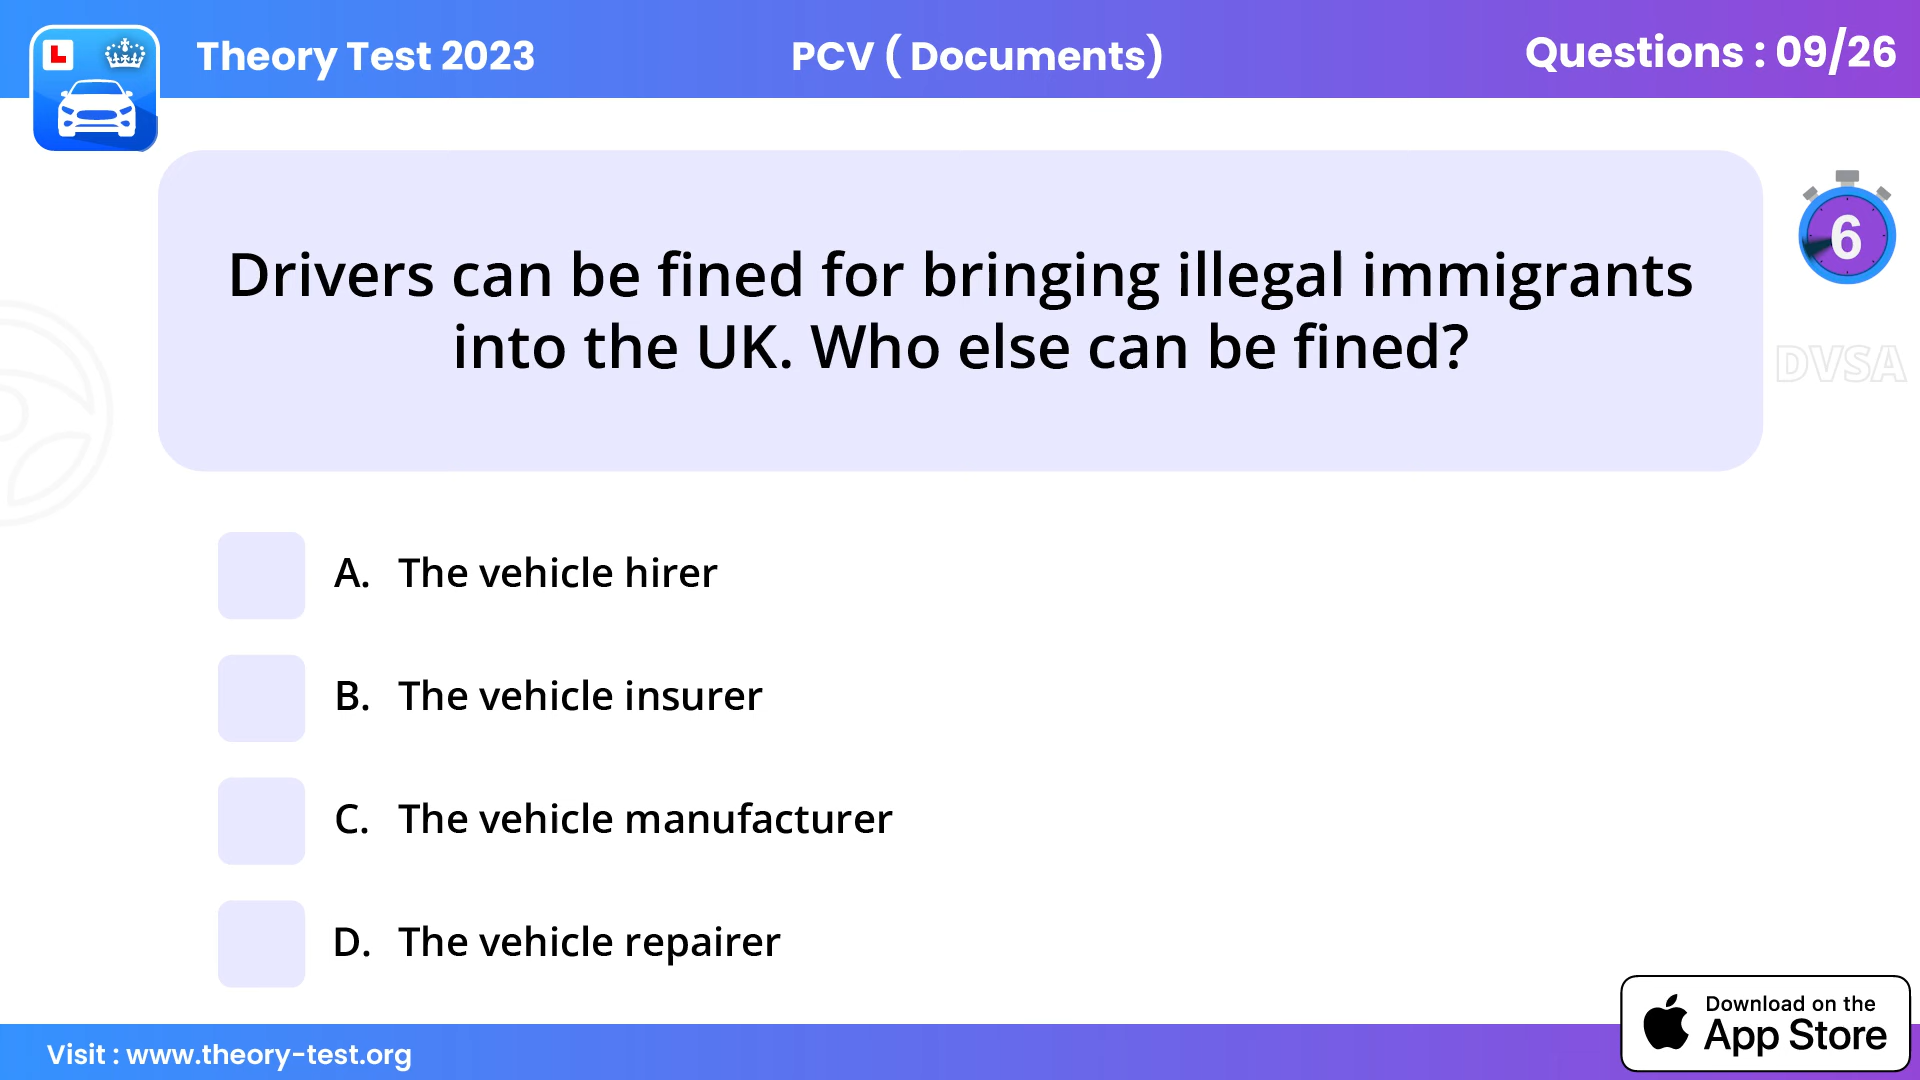 L
Theory Test 2023
PCV ( Documents)
Questions : 09/26
6
Drivers can be fined for bringing illegal immigrants
into the UK. Who else can be fined?
DVSA
A. The vehicle hirer
B. The vehicle insurer
C. The vehicle manufacturer
D. The vehicle repairer
Visit : www.theory-test.org
Download on the
App Store